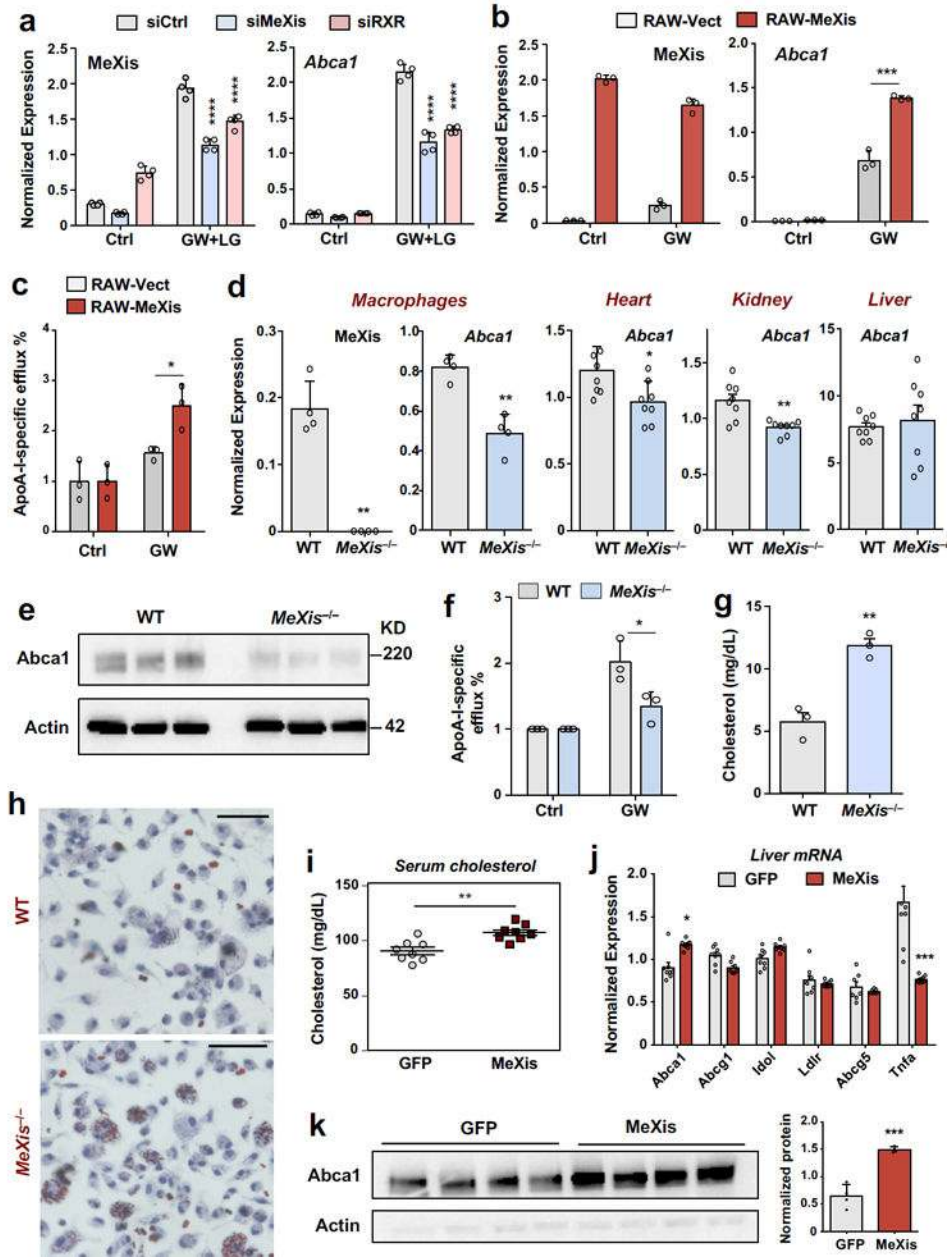 a
siCtrl siMeXis siRXR
MeXis
Normalized Expression
2.5
2.0
1.5
1.0
0.5
0
****
****
Ctrl GW+LG
Abca1
2.5
2.0
1.5
1.0
0.5
0
****
****
Ctrl GW+LG
b
RAW-Vect RAW-MeXis
MeXis
Normalized Expression
2.5
2.0
1.5
1.0
0.5
0
Ctrl GW
Abca1
2.0
1.5
1.0
0.5
0
***
Ctrl GW
c
RAW-Vect
RAW-MeXis
ApoA-I-specific efflux %
4
3
2
1
0
*
Ctrl GW
d
Macrophages Heart Kidney Liver
Normalized Expression
MeXis
0.3
0.2
0
**
WT MeXis–/–
Abca1
1.0
0.8
0.6
0.4
0.2
0
**
WT MeXis–/–
Abca1
1.5
1.0
0.5
0
*
WT MeXis–/–
Abca1
1.5
1.0
0.5
**
WT MeXis–/–
Abca1
15
10
5
0
WT MeXis–/–
e
WT MeXis–/– KD
Abca1 220
Actin 42
f
WT MeXis–/–
ApoA-I-specific
efflux %
3
2
1
0
*
Ctrl GW
g
Cholesterol (mg/dL)
15
10
5
0
**
WT MeXis–/–
h
WT
MeXis–/–
i
Serum cholesterol
Cholesterol (mg/dL)
150
100
50
0
**
GFP MeXis
j
Liver mRNA
GFP MeXis
Normalized Expression
2.0
1.5
1.0
0.5
0
*
***
Abca1 Abcg1 Idol Ldlr Abcg5 Tnfa
k
GFP MeXis
Abca1
Actin
Normalized protein
2.0
1.5
1.0
0.5
0
***
GFP MeXis